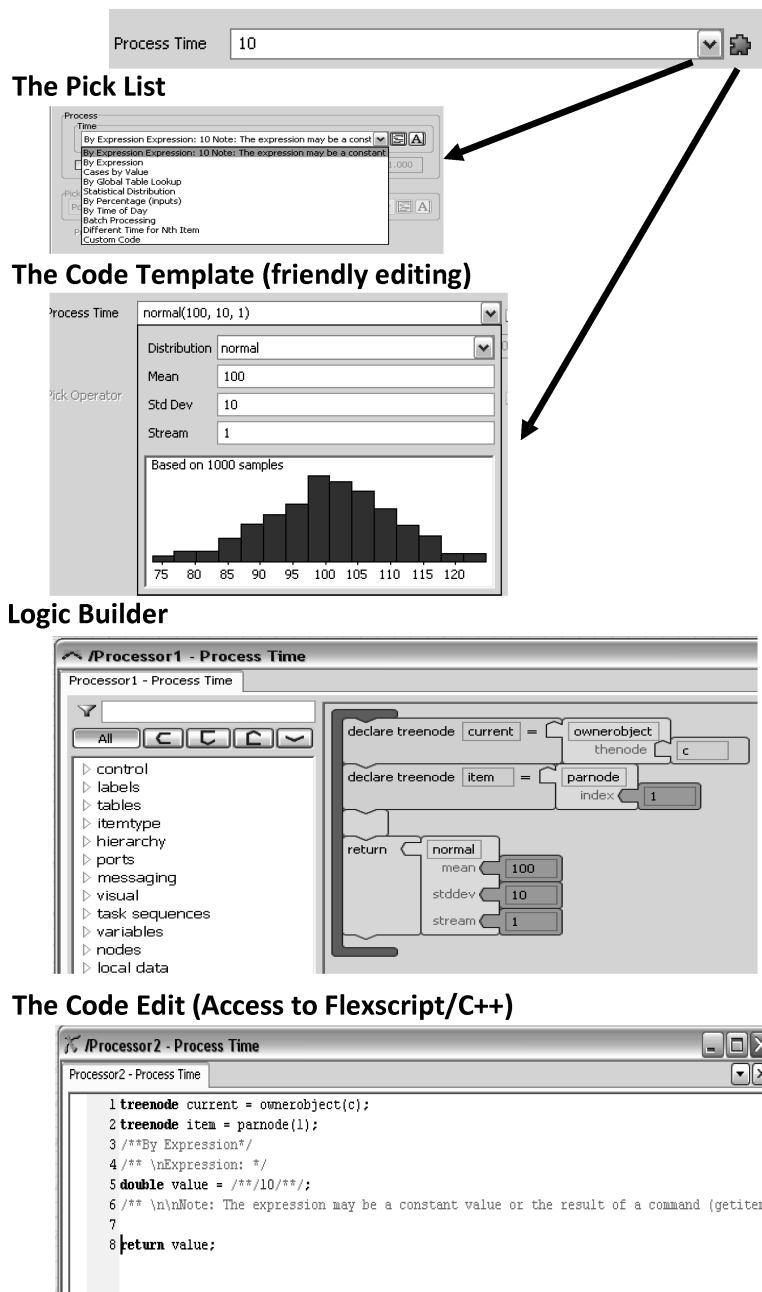 Process Time 10
The Pick List
Process
Time
By Expression Expression: 10 Note: The expression may be a const
By Expression Expression: 10 Note: The expression may be a constant
By Expression
Cases by Value
By Global Table Lookup
Statistical Distribution
By Percentage (inputs)
By Time of Day
Batch Processing
Different Time for Nth Item
Custom Code
A
.000
Pick
A
The Code Template (friendly editing)
Process Time normal(100, 10, 1)
Distribution normal
Mean 100
Pick Operator
Std Dev 10
Stream 1
Based on 1000 samples
75 80 85 90 95 100 105 110 115 120
Logic Builder
/Processor1 - Process Time
Processor1 - Process Time
All
control
labels
tables
itemtype
hierarchy
ports
messaging
visual
task sequences
variables
nodes
local data
declare treenode current = ownerobject
thenode c
declare treenode item = parnode
index 1
return normal
mean 100
stddev 10
stream 1
The Code Edit (Access to Flexscript/C++)
/Processor2 - Process Time
Processor2 - Process Time
1 treenode current = ownerobject(c);
2 treenode item = parnode(1);
3 /**By Expression*/
4 /** \nExpression: */
5 double value = /**/10/**/;
6 /** \n\nNote: The expression may be a constant value or the result of a command (getitem
7
8 return value;